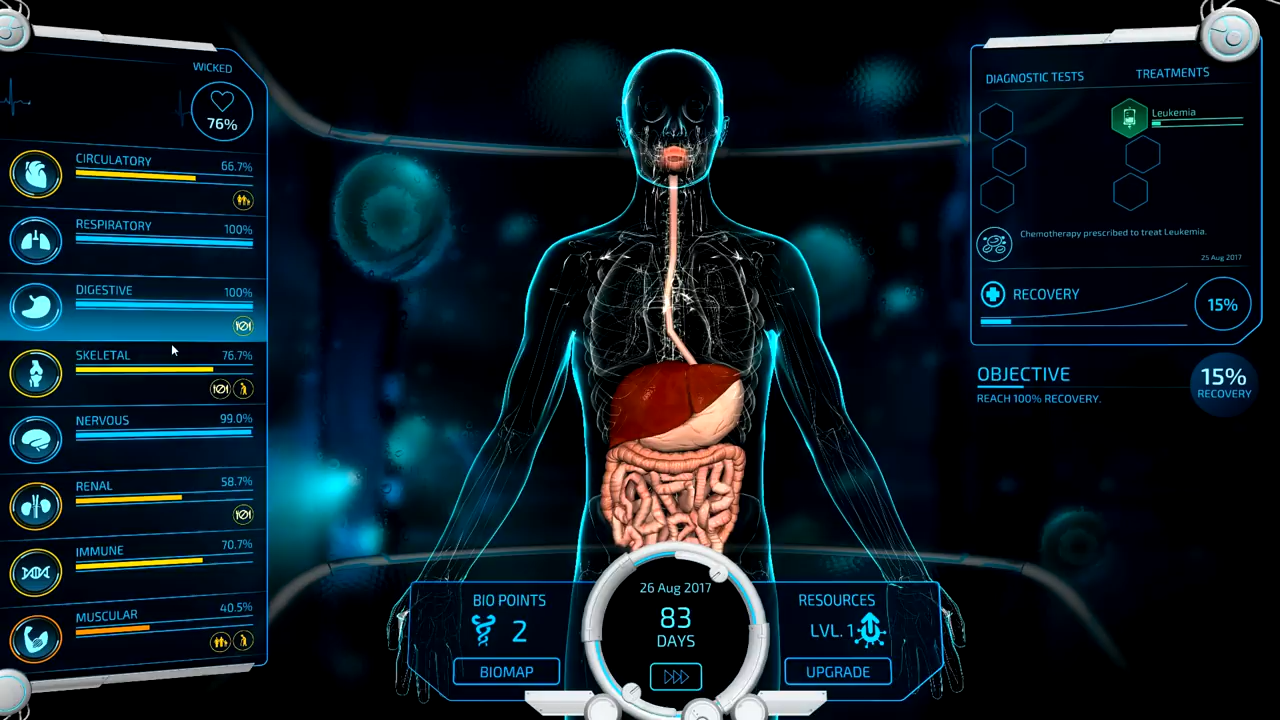 WICKED
76%
CIRCULATORY 66.7%
RESPIRATORY 100%
DIGESTIVE 100%
SKELETAL 76.7%
NERVOUS 99.0%
RENAL 58.7%
IMMUNE 70.7%
MUSCULAR 40.5%
DIAGNOSTIC TESTS TREATMENTS
Leukemia
Chemotherapy prescribed to treat Leukemia.
25 Aug 2017
RECOVERY 15%
OBJECTIVE
REACH 100% RECOVERY.
15%
RECOVERY
BIO POINTS
2
BIOMAP
26 Aug 2017
83
DAYS
RESOURCES
LVL. 1
UPGRADE